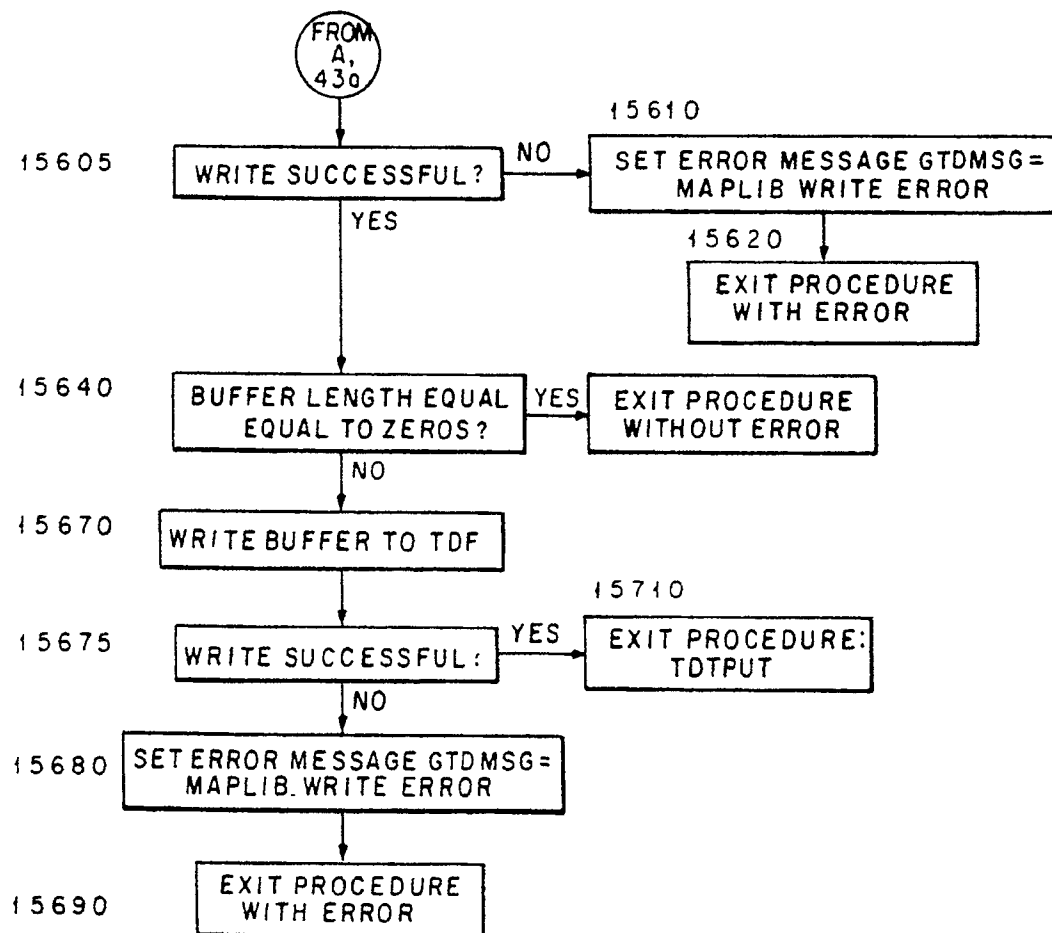 FROM
A,
43a
15605
WRITE SUCCESSFUL?
NO
15610
SET ERROR MESSAGE GTDMSG=
MAPLIB WRITE ERROR
YES
15620
EXIT PROCEDURE
WITH ERROR
15640
BUFFER LENGTH EQUAL
EQUAL TO ZEROS?
YES
EXIT PROCEDURE
WITHOUT ERROR
NO
15670
WRITE BUFFER TO TDF
15710
15675
WRITE SUCCESSFUL:
YES
EXIT PROCEDURE:
TDTPUT
NO
15680
SET ERROR MESSAGE GTDMSG=
MAPLIB_WRITE ERROR
15690
EXIT PROCEDURE
WITH ERROR